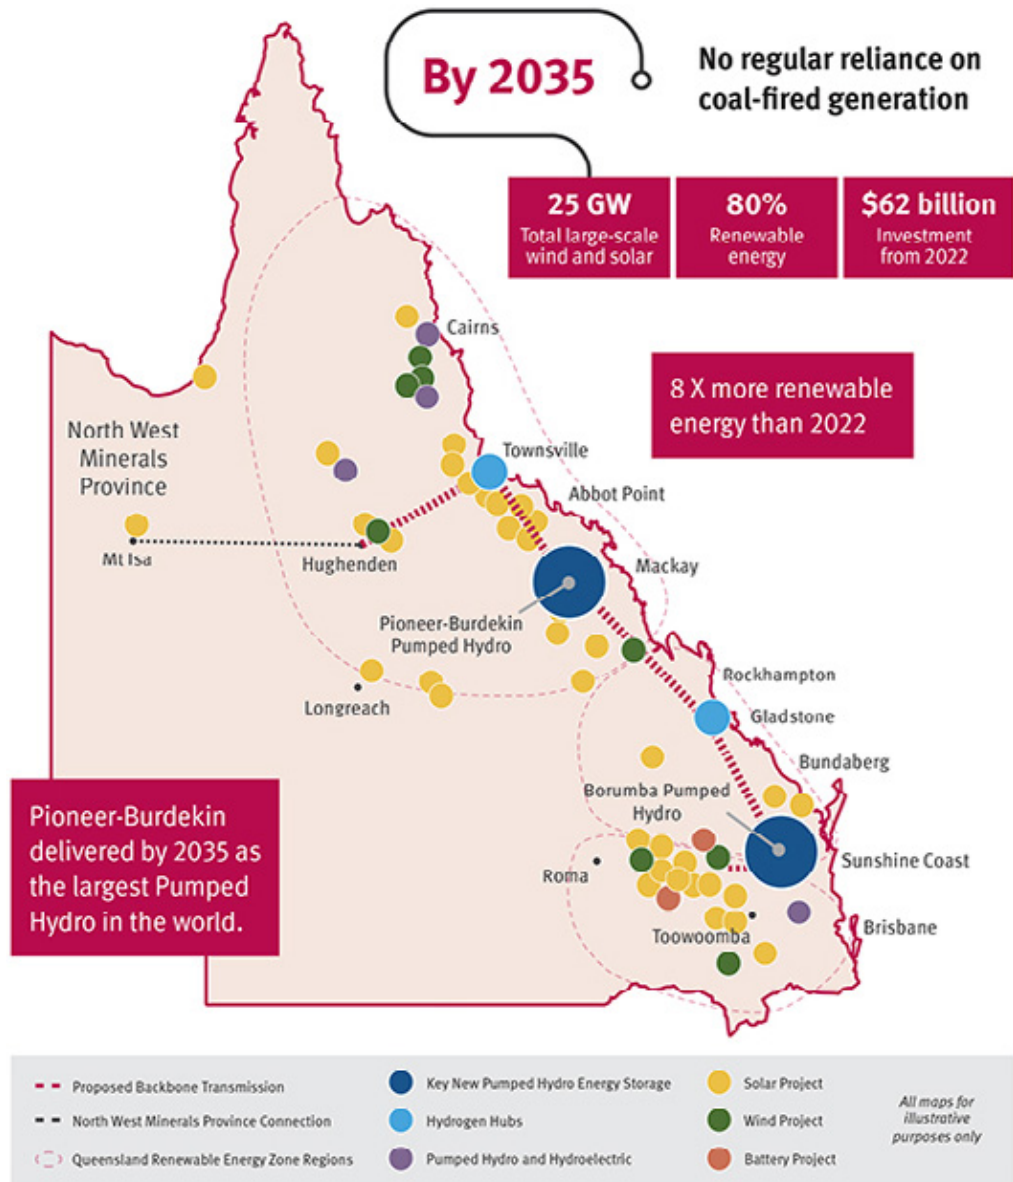 By 2035
No regular reliance on
coal-fired generation
25 GW
Total large-scale
wind and solar
80%
Renewable
energy
$62 billion
Investment
from 2022
8 X more renewable
energy than 2022
Cairns
North West
Minerals
Province
Townsville
Abbot Point
Mt Isa
Hughenden
Mackay
Pioneer-Burdekin
Pumped Hydro
Longreach
Rockhampton
Gladstone
Bundaberg
Borumba Pumped
Hydro
Sunshine Coast
Roma
Toowoomba
Brisbane
Pioneer-Burdekin
delivered by 2035 as
the largest Pumped
Hydro in the world.
Proposed Backbone Transmission
North West Minerals Province Connection
Queensland Renewable Energy Zone Regions
Key New Pumped Hydro Energy Storage
Hydrogen Hubs
Pumped Hydro and Hydroelectric
Solar Project
Wind Project
Battery Project
All maps for
illustrative
purposes only